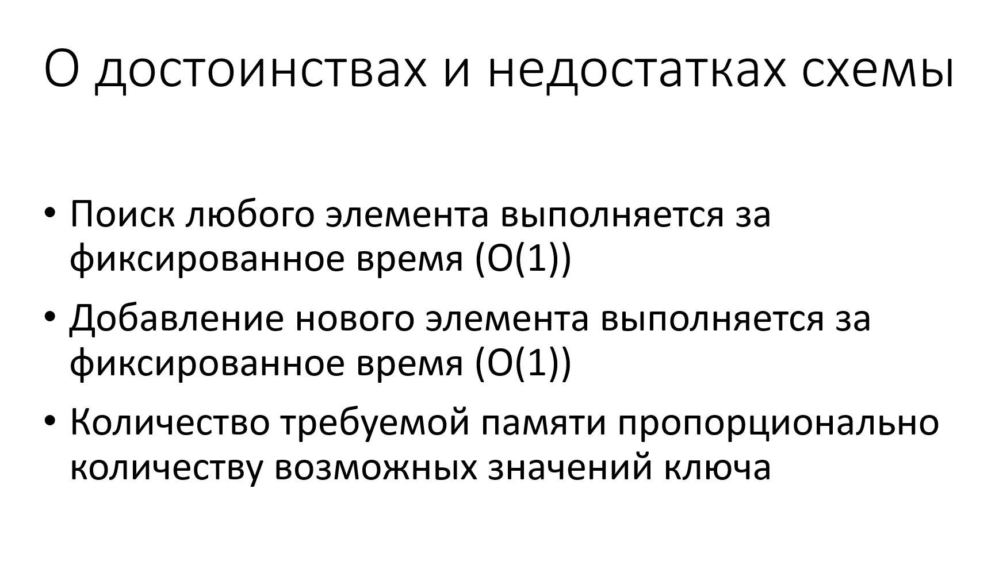 О достоинствах и недостатках схемы
• Поиск любого элемента выполняется за
фиксированное время (О(1))
• Добавление нового элемента выполняется за
фиксированное время (О(1))
• Количество требуемой памяти пропорционально
количеству возможных значений ключа